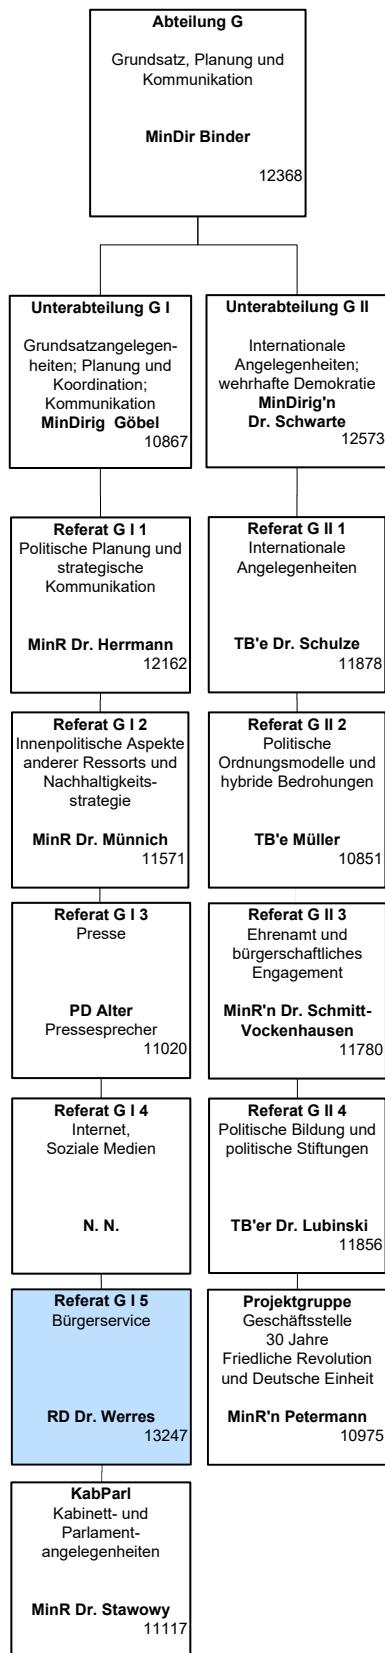 Abteilung G
Grundsatz, Planung und
Kommunikation
MinDir Binder
12368
Unterabteilung G I
Grundsatzangelegen-
heiten; Planung und
Koordination;
Kommunikation
MinDirig Göbel
10867
Unterabteilung G II
Internationale
Angelegenheiten;
wehrhafte Demokratie
MinDirig'n
Dr. Schwarte
12573
Referat G I 1
Politische Planung und
strategische
Kommunikation
MinR Dr. Herrmann
12162
Referat G II 1
Internationale
Angelegenheiten
TB'e Dr. Schulze
11878
Referat G I 2
Innenpolitische Aspekte
anderer Ressorts und
Nachhaltigkeits-
strategie
MinR Dr. Münnich
11571
Referat G II 2
Politische
Ordnungsmodelle und
hybride Bedrohungen
TB'e Müller
10851
Referat G I 3
Presse
PD Alter
Pressesprecher
11020
Referat G II 3
Ehrenamt und
bürgerschaftliches
Engagement
MinR'n Dr. Schmitt-
Vockenhausen
11780
Referat G I 4
Internet,
Soziale Medien
N. N.
Referat G II 4
Politische Bildung und
politische Stiftungen
TB'er Dr. Lubinski
11856
Referat G I 5
Bürgerservice
RD Dr. Werres
13247
Projektgruppe
Geschäftsstelle
30 Jahre
Friedliche Revolution
und Deutsche Einheit
MinR'n Petermann
10975
KabParl
Kabinett- und
Parlament-
angelegenheiten
MinR Dr. Stawowy
11117